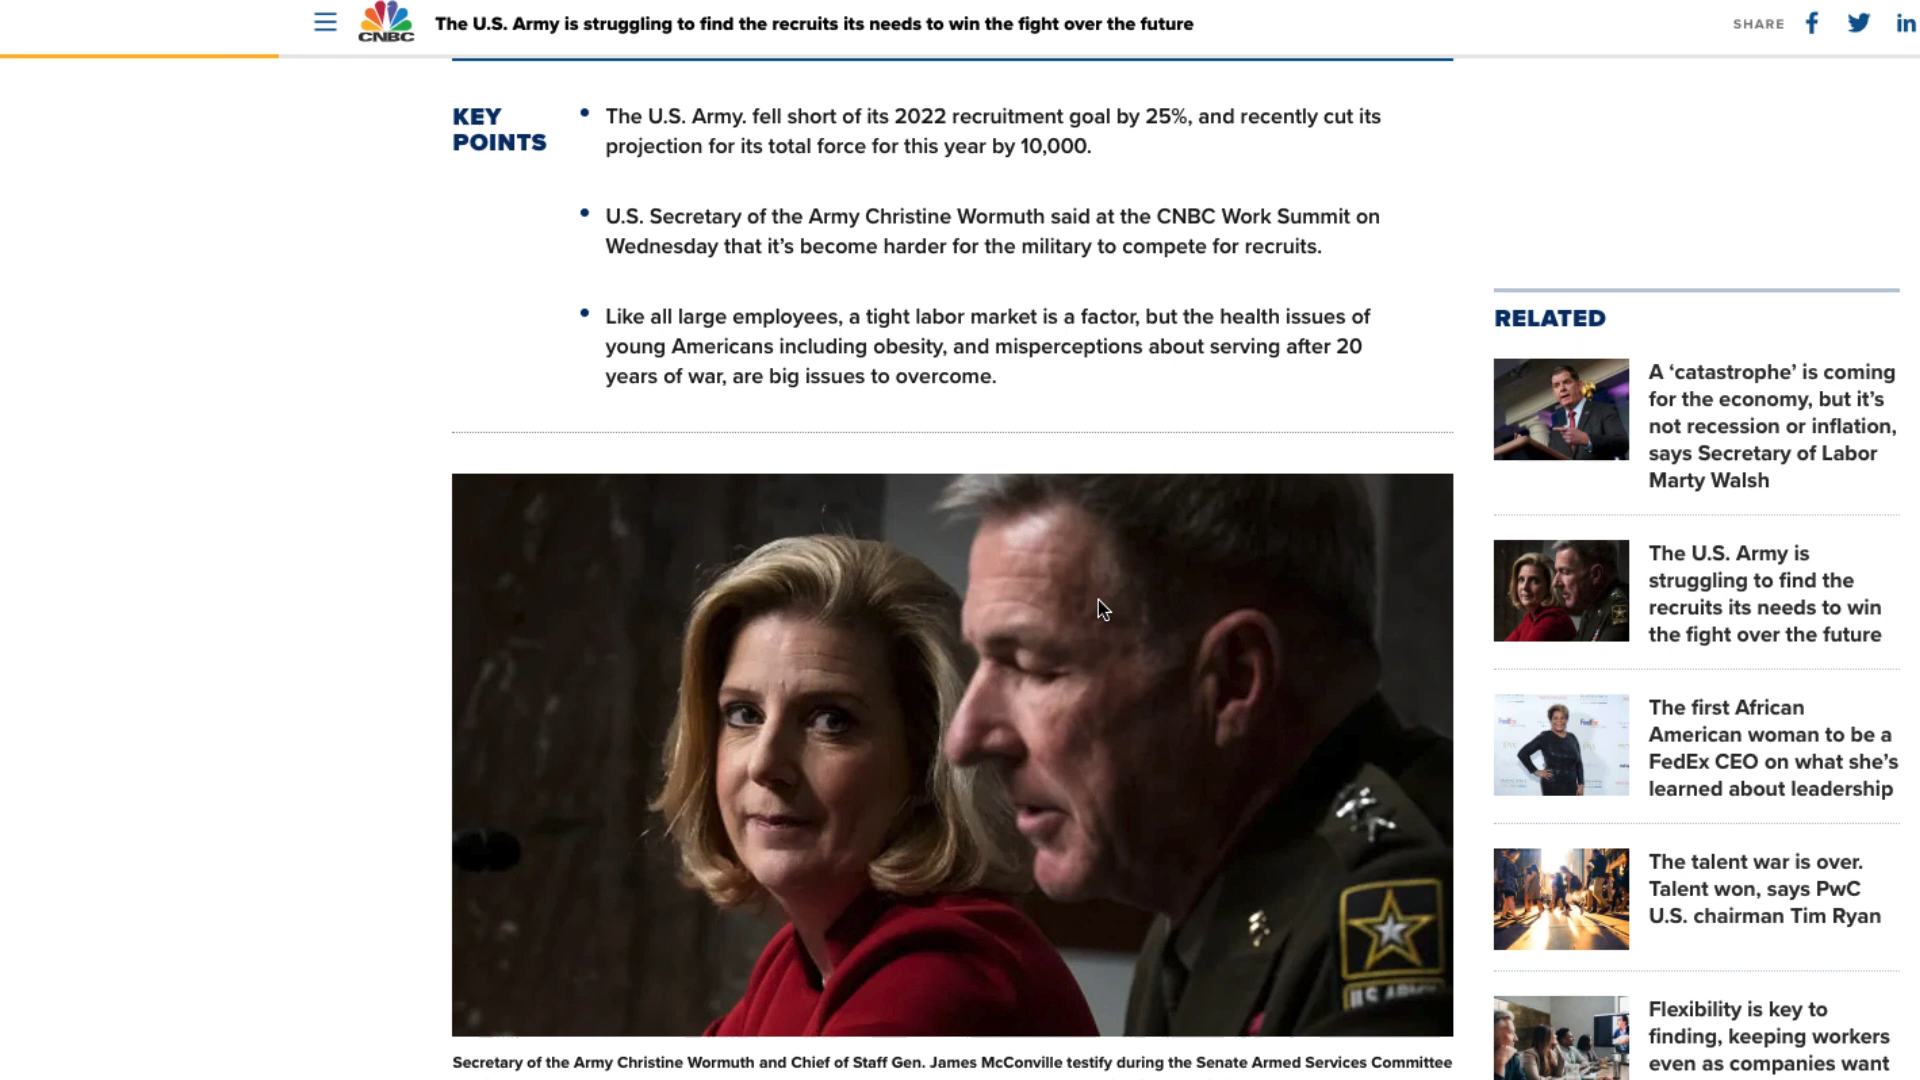 CNBC
The U.S. Army is struggling to find the recruits its needs to win the fight over the future
SHARE
KEY
POINTS
The U.S. Army. fell short of its 2022 recruitment goal by 25%, and recently cut its
projection for its total force for this year by 10,000.
U.S. Secretary of the Army Christine Wormuth said at the CNBC Work Summit on
Wednesday that it’s become harder for the military to compete for recruits.
Like all large employees, a tight labor market is a factor, but the health issues of
young Americans including obesity, and misperceptions about serving after 20
years of war, are big issues to overcome.
U.S. ARMY
Secretary of the Army Christine Wormuth and Chief of Staff Gen. James McConville testify during the Senate Armed Services Committee
RELATED
A ‘catastrophe’ is coming
for the economy, but it’s
not recession or inflation,
says Secretary of Labor
Marty Walsh
The U.S. Army is
struggling to find the
recruits its needs to win
the fight over the future
FedEx
FedEx
The first African
American woman to be a
FedEx CEO on what she’s
learned about leadership
The talent war is over.
Talent won, says PwC
U.S. chairman Tim Ryan
Flexibility is key to
finding, keeping workers
even as companies want